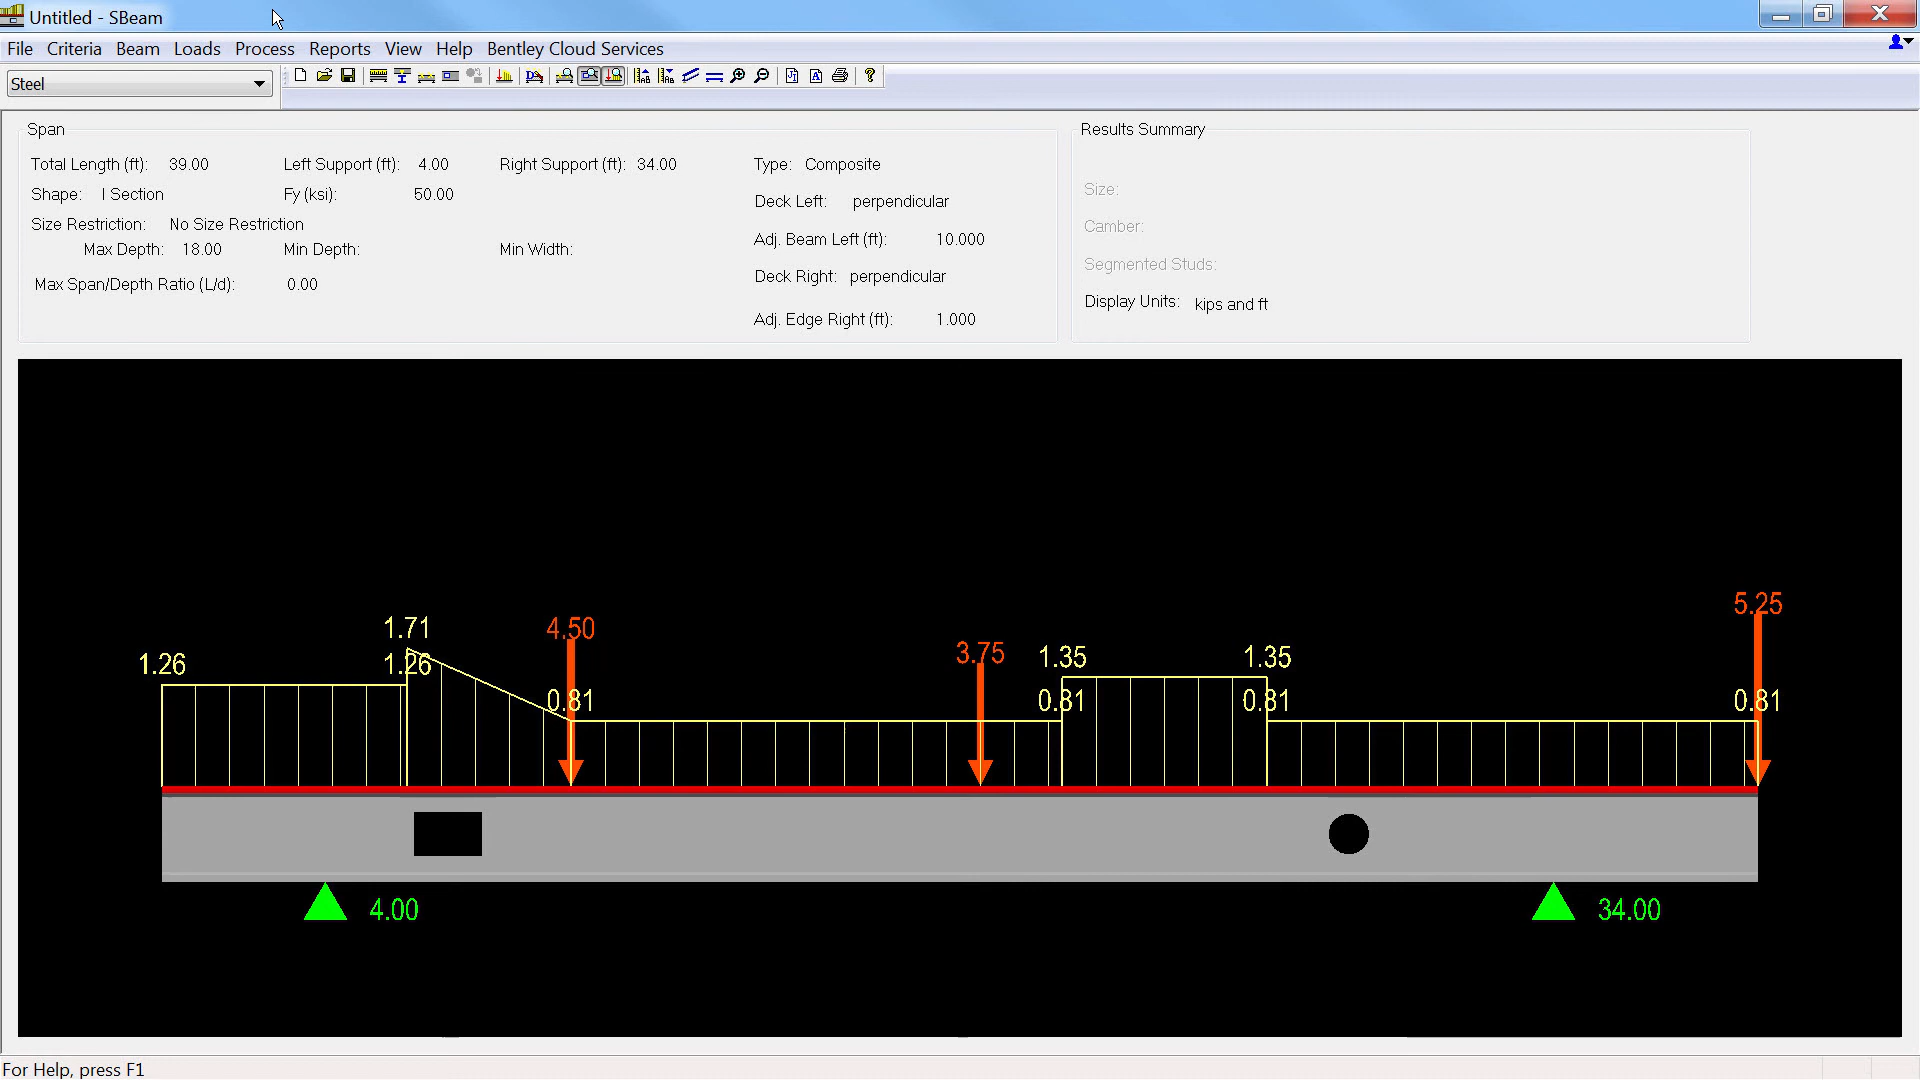 Untitled - SBeam
File Criteria Beam Loads Process Reports View Help Bentley Cloud Services
Steel
Span
Results Summary
Total Length (ft): 39.00 Left Support (ft): 4.00 Right Support (ft): 34.00 Type: Composite
Shape: I Section Fy (ksi): 50.00
Size:
Deck Left: perpendicular
Size Restriction: No Size Restriction
Camber:
Max Depth: 18.00 Min Depth: Min Width:
Adj. Beam Left (ft): 10.000
Segmented Studs:
Max Span/Depth Ratio (L/d): 0.00
Deck Right: perpendicular
Display Units: kips and ft
Adj. Edge Right (ft): 1.000
5.25
1.71 4.50
3.75 1.35 1.35
1.26 1.26
0.81 0.81 0.81 0.81
4.00 34.00
For Help, press F1